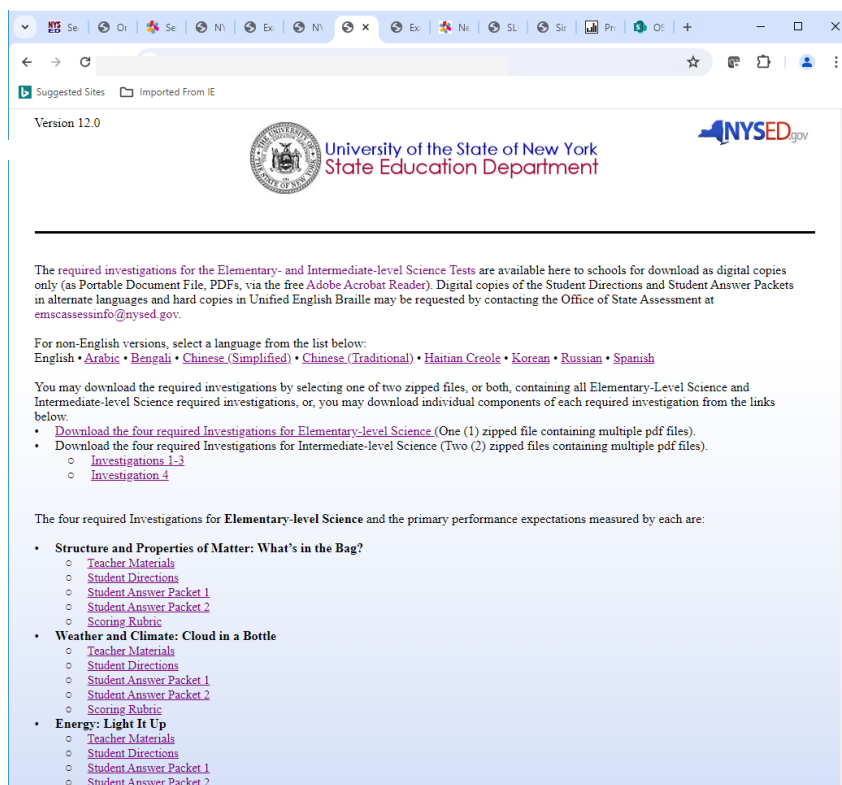 NYS ED Se
Or
Se
NY
Ex
NY
Ex
Ne
SL
Sir
Pr
OS
Suggested Sites
Imported From IE
Version 12.0
University of the State of New York
State Education Department
NYSED.gov
The required investigations for the Elementary- and Intermediate-level Science Tests are available here to schools for download as digital copies
only (as Portable Document File, PDFs, via the free Adobe Acrobat Reader). Digital copies of the Student Directions and Student Answer Packets
in alternate languages and hard copies in Unified English Braille may be requested by contacting the Office of State Assessment at
emscassessinfo@nysed.gov.
For non-English versions, select a language from the list below:
English • Arabic • Bengali • Chinese (Simplified) • Chinese (Traditional) • Haitian Creole • Korean • Russian • Spanish
You may download the required investigations by selecting one of two zipped files, or both, containing all Elementary-Level Science and
Intermediate-level Science required investigations, or, you may download individual components of each required investigation from the links
below.
• Download the four required Investigations for Elementary-level Science (One (1) zipped file containing multiple pdf files).
• Download the four required Investigations for Intermediate-level Science (Two (2) zipped files containing multiple pdf files).
○ Investigations 1-3
○ Investigation 4
The four required Investigations for Elementary-level Science and the primary performance expectations measured by each are:
• Structure and Properties of Matter: What's in the Bag?
○ Teacher Materials
○ Student Directions
○ Student Answer Packet 1
○ Student Answer Packet 2
○ Scoring Rubric
• Weather and Climate: Cloud in a Bottle
○ Teacher Materials
○ Student Directions
○ Student Answer Packet 1
○ Student Answer Packet 2
○ Scoring Rubric
• Energy: Light It Up
○ Teacher Materials
○ Student Directions
○ Student Answer Packet 1
○ Student Answer Packet 2